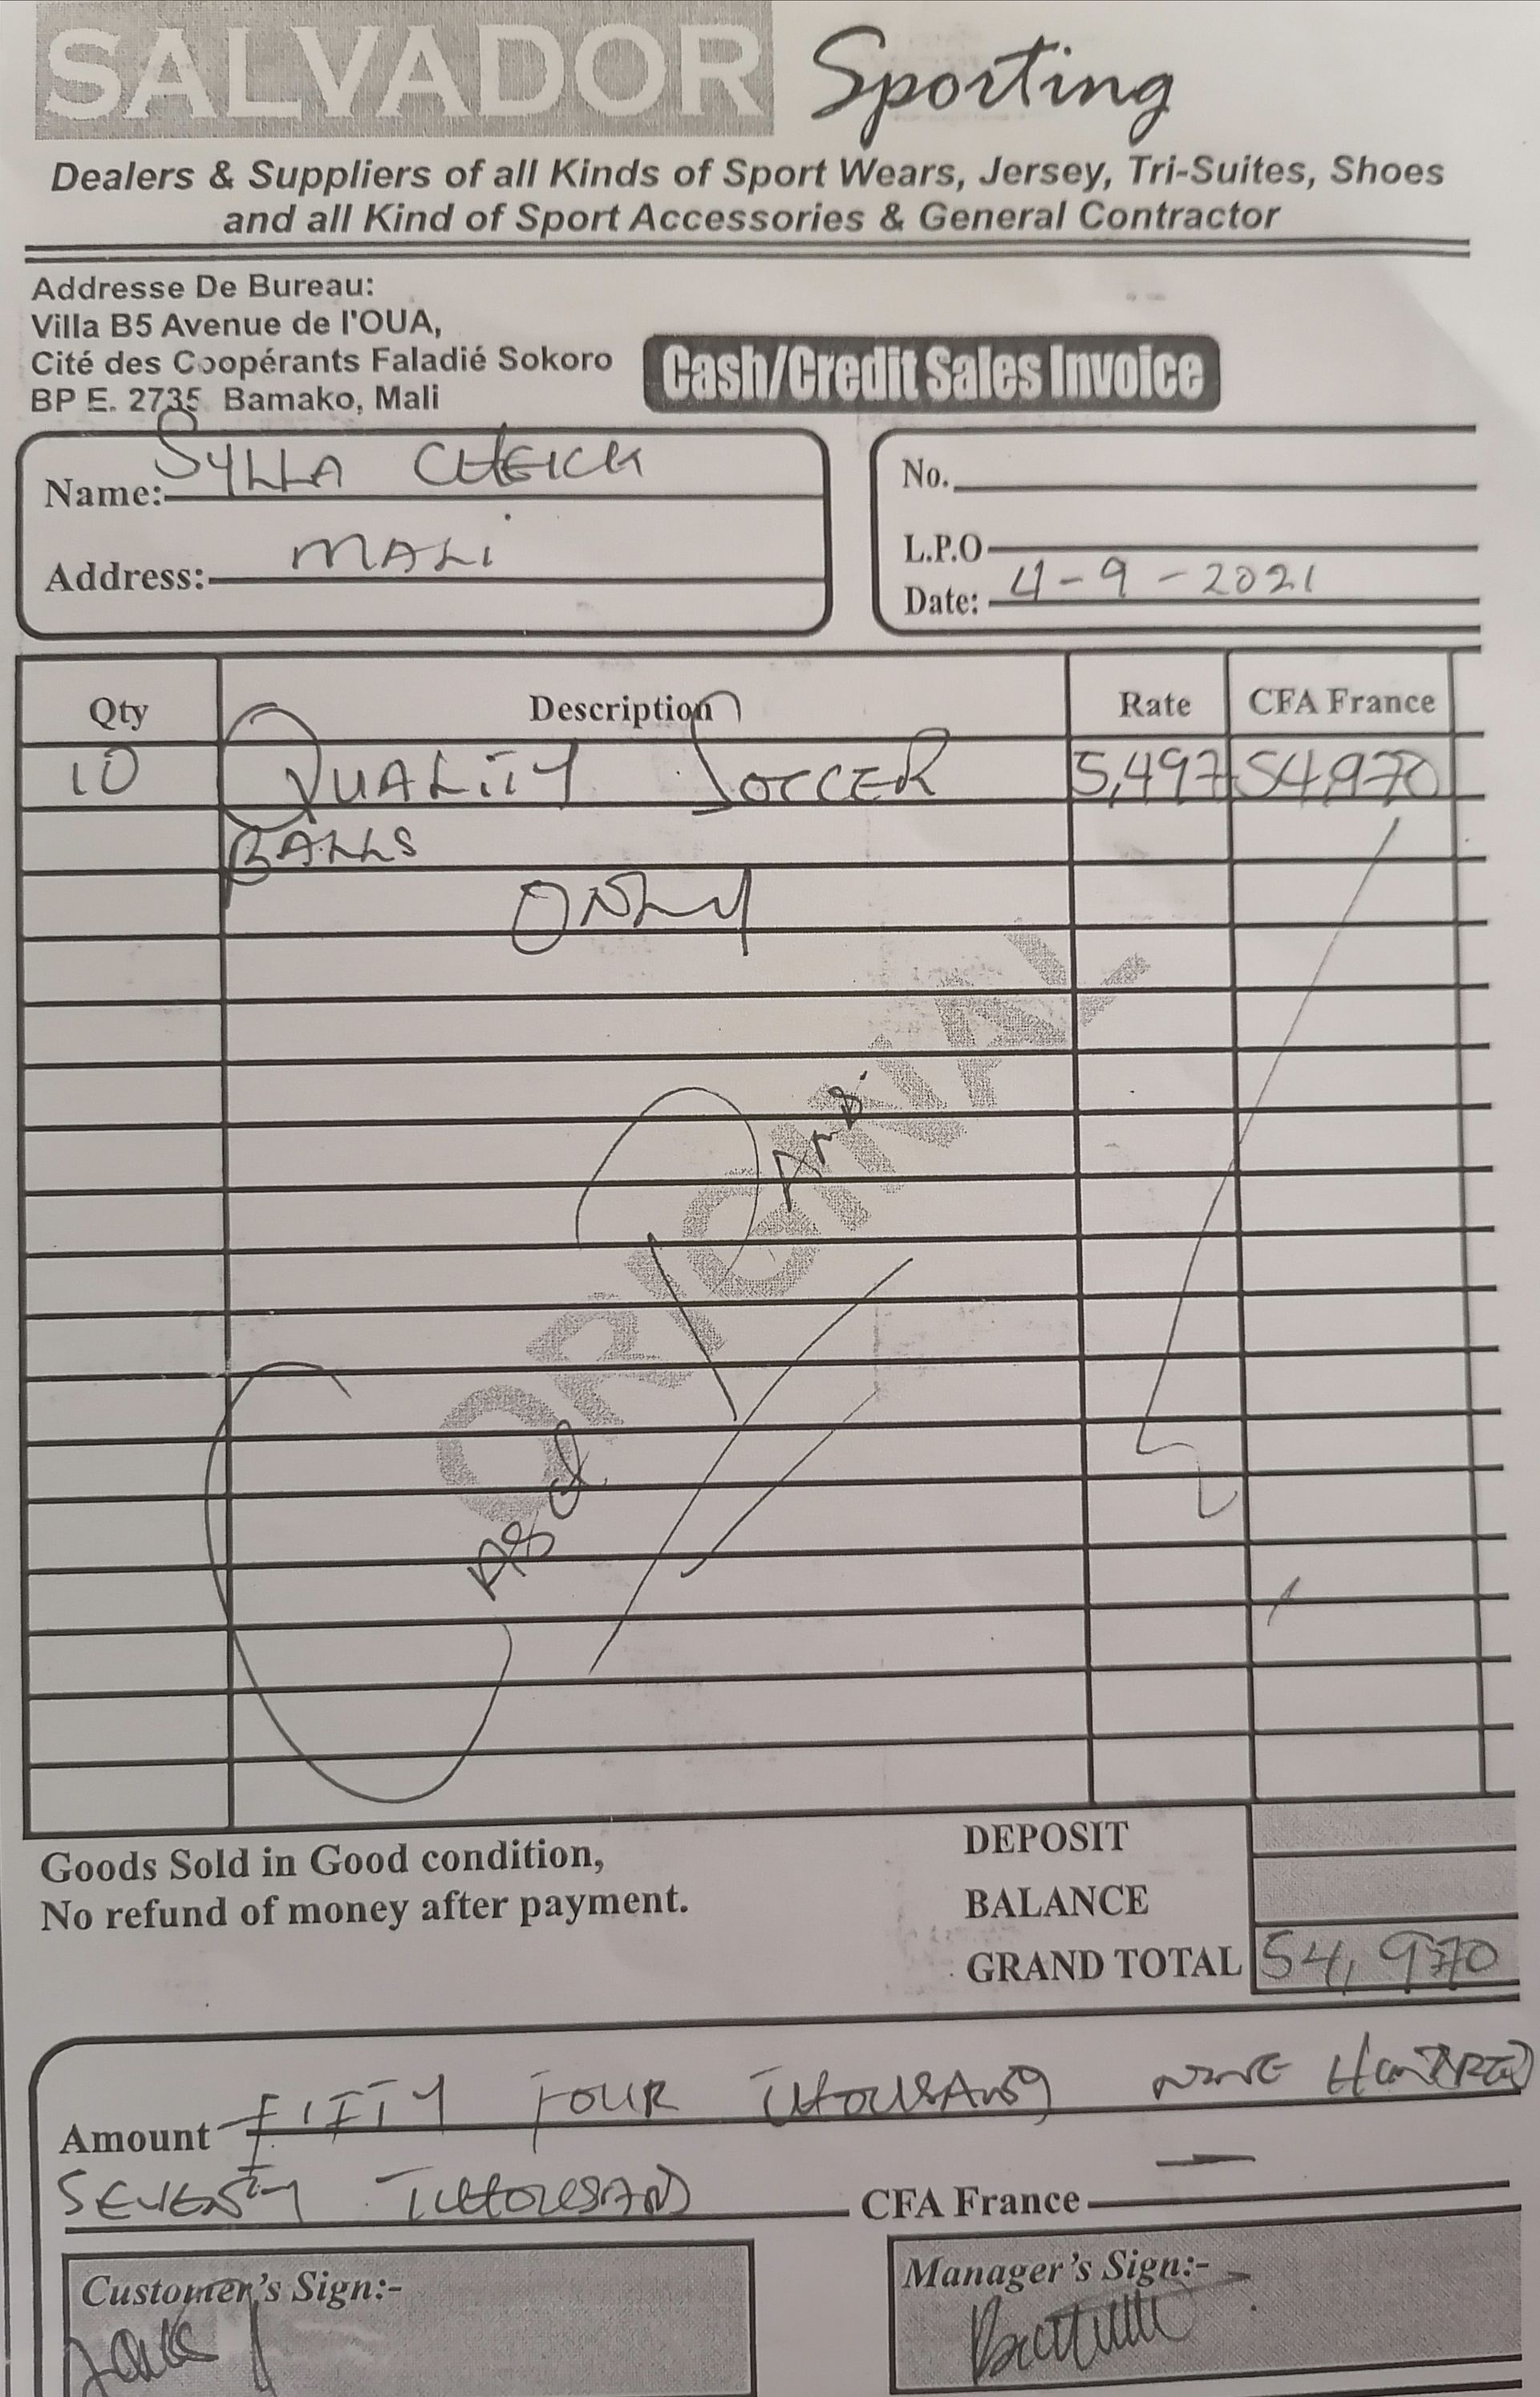 SALVADOR Sporting
Dealers & Suppliers of all Kinds of Sport Wears, Jersey, Tri-Suites, Shoes
and all Kind of Sport Accessories & General Contractor
Addresse De Bureau:
Villa B5 Avenue de l'OUA,
Cité des Coopérants Faladié Sokoro
BP E. 2735 Bamako, Mali
Cash/Credit Sales Invoice
Name: SYLLA CHEICK
Address: MALI
No.
L.P.O
Date: 4-9-2021
Qty Description Rate CFA France
10 QUALITY SOCCER 5,497 54,970
BALLS
ONLY
ORIGINAL
Goods Sold in Good condition,
No refund of money after payment.
DEPOSIT
BALANCE
GRAND TOTAL 54,970
Amount FIFTY FOUR THOUSAND NINE HUNDRED
SEVENTY THOUSAND CFA France
Customer's Sign:-
Manager's Sign:-